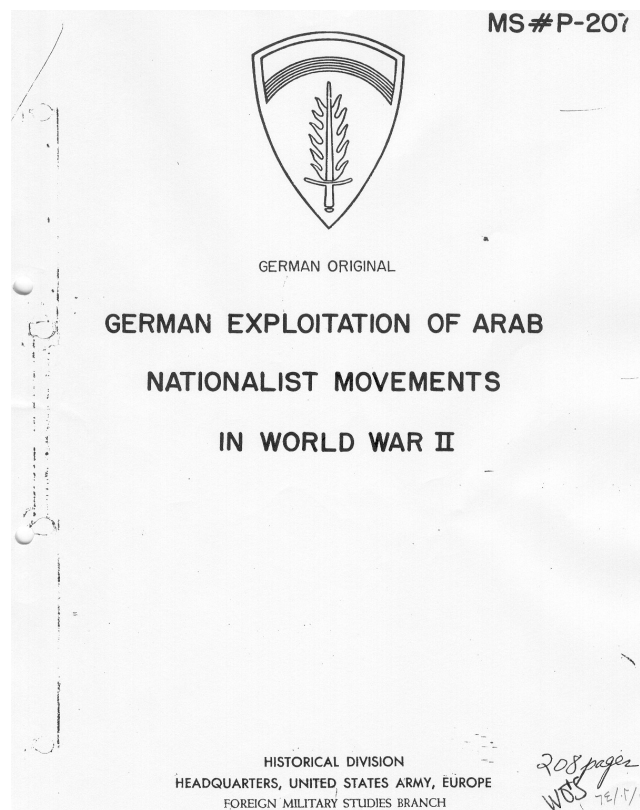 MS#P-207
GERMAN ORIGINAL
GERMAN EXPLOITATION OF ARAB
NATIONALIST MOVEMENTS
IN WORLD WAR II
HISTORICAL DIVISION
HEADQUARTERS, UNITED STATES ARMY, EUROPE
FOREIGN MILITARY STUDIES BRANCH
208 pages